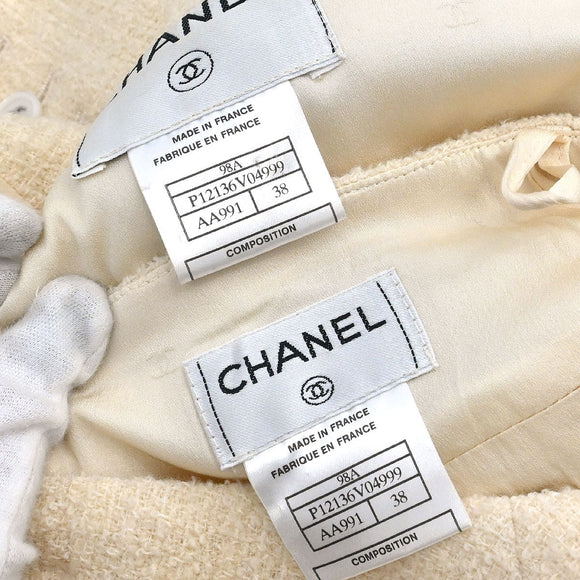 CHANEL
MADE IN FRANCE
FABRIQUE EN FRANCE
98A
P12136V04999
AA991 38
COMPOSITION
CHANEL
MADE IN FRANCE
FABRIQUE EN FRANCE
98A
P12136V04999
AA991 38
COMPOSITION